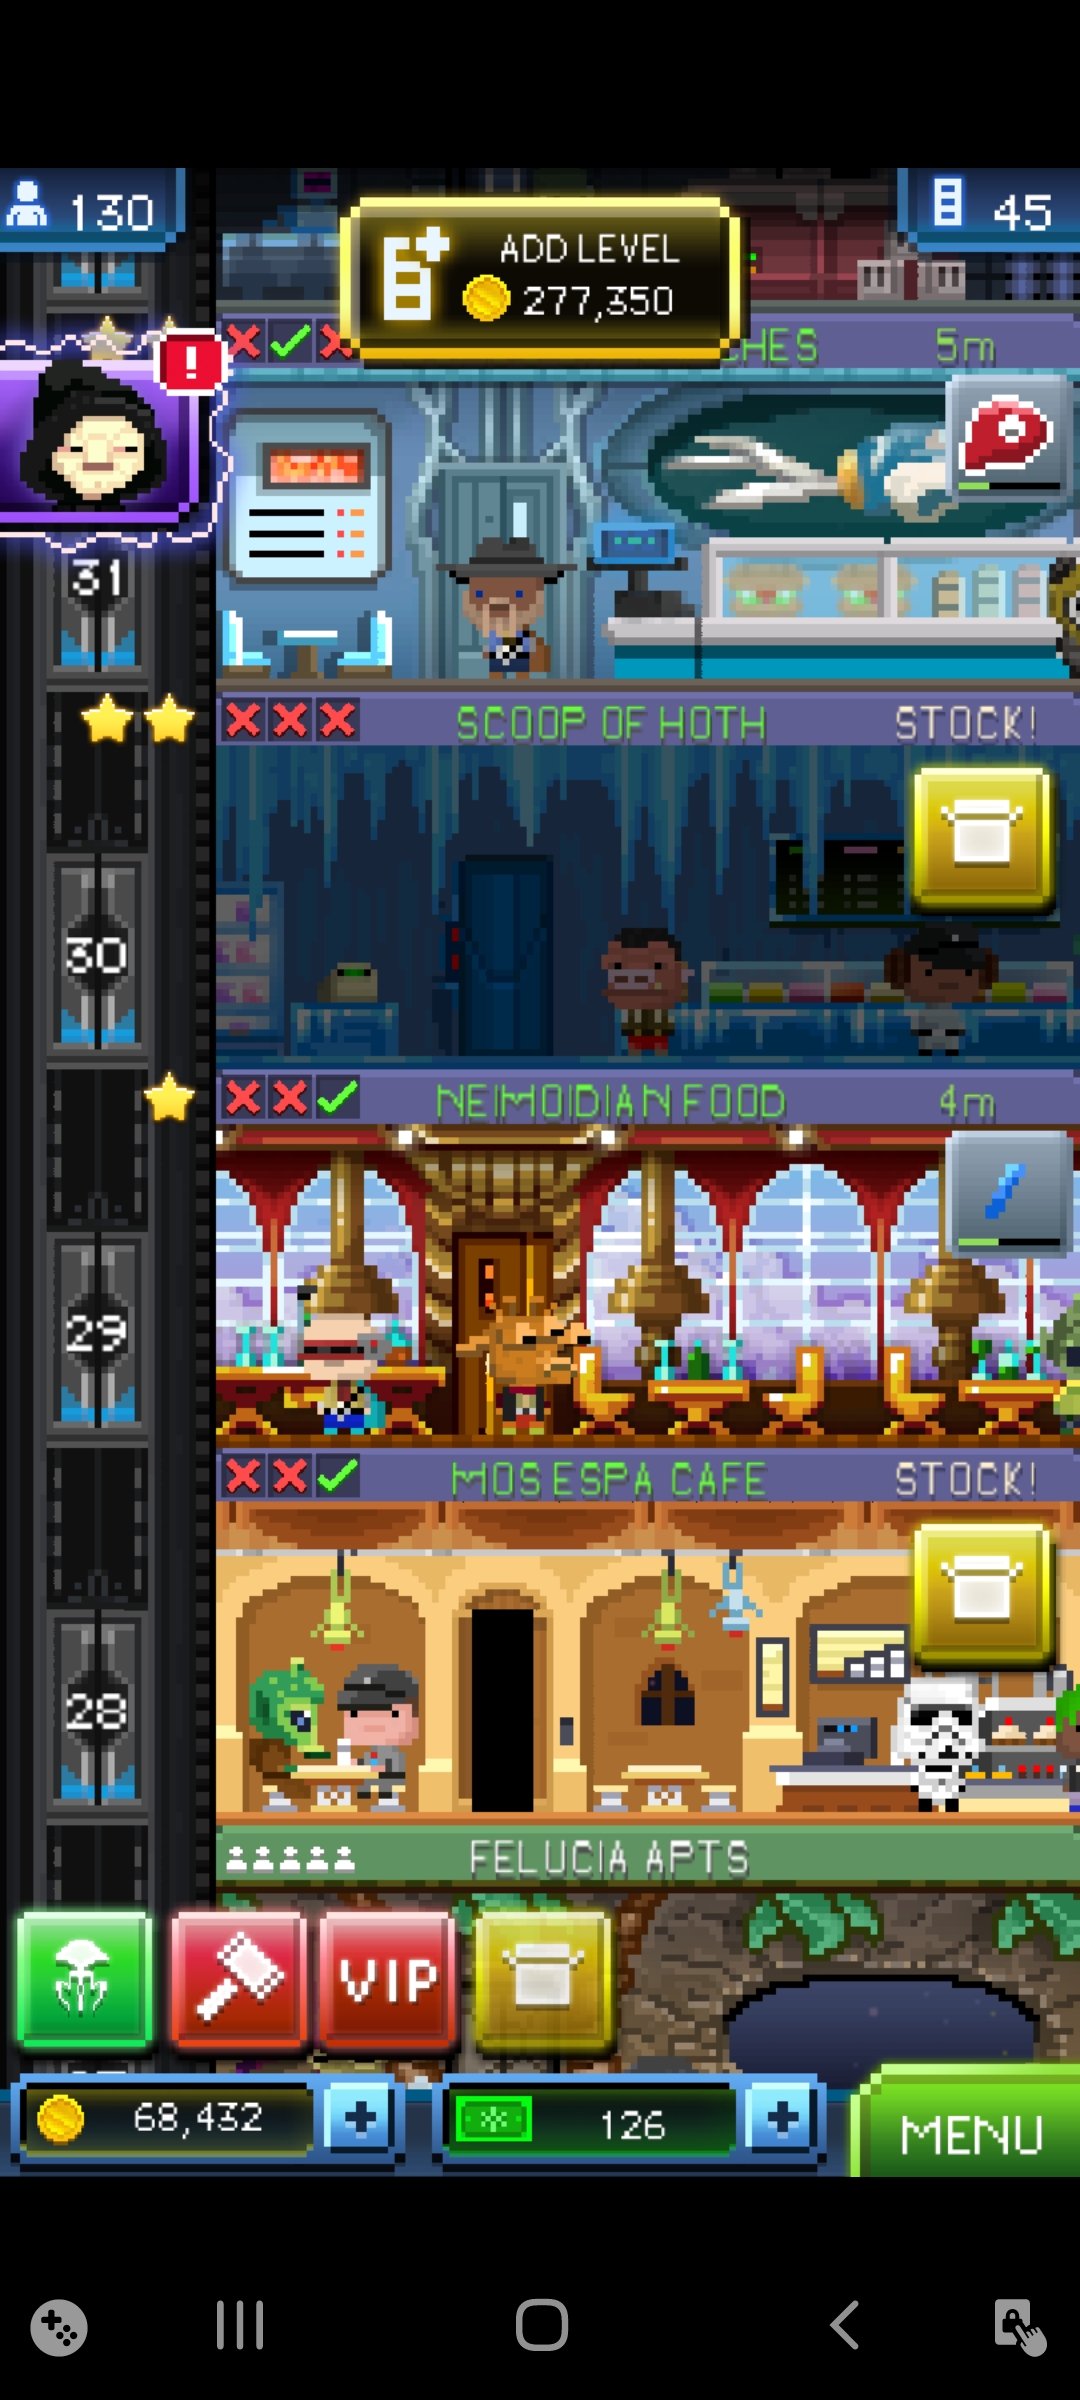 130
ADD LEVEL
277,350
45
CHES 5m
!
31
SCOOP OF HOTH STOCK!
30
NEIMOIDIAN FOOD 4m
29
MOS ESPA CAFE STOCK!
28
FELUCIA APTS
VIP
68,432
126
MENU